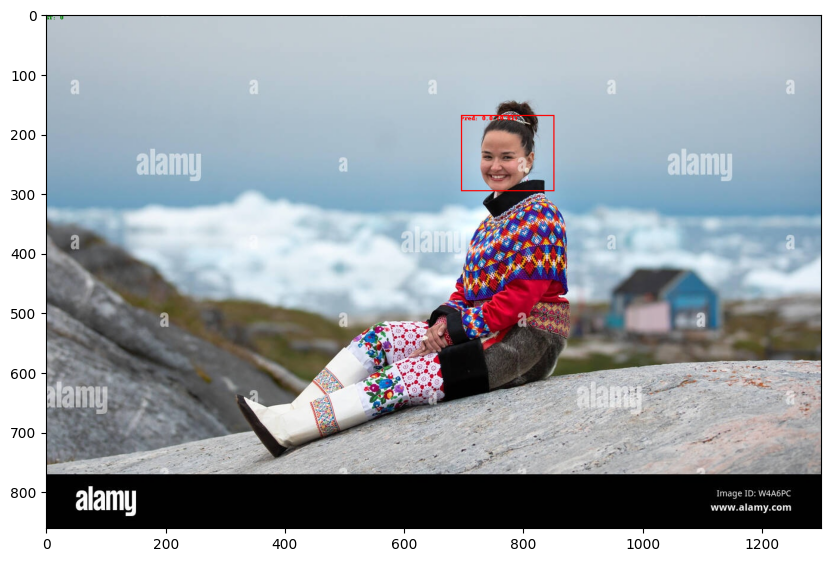 0
100
a a a a a
200
alamy a a alamy
300
alamy
400 a a a a
500
a a a
600
alamy alamy a
700
800 alamy Image ID: W4A6PC
www.alamy.com
0 200 400 600 800 1000 1200